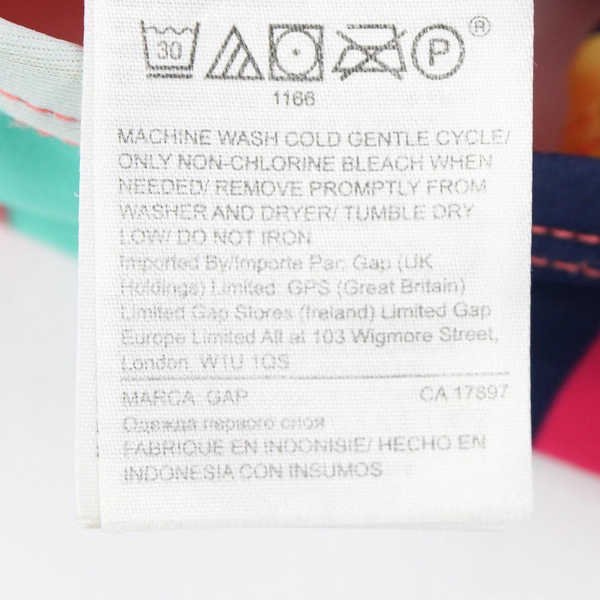 30 P ®
1166
MACHINE WASH COLD GENTLE CYCLE/
ONLY NON-CHLORINE BLEACH WHEN
NEEDED/ REMOVE PROMPTLY FROM
WASHER AND DRYER/ TUMBLE DRY
LOW/ DO NOT IRON
Imported By/Importe Par: Gap (UK
Holdings) Limited GPS (Great Britain)
Limited Gap Stores (Ireland) Limited Gap
Europe Limited All at 103 Wigmore Street,
London, W1U 1QS
MARCA: GAP CA 17897
Одежда первого слоя
FABRIQUE EN INDONISIE/ HECHO EN
INDONESIA CON INSUMOS